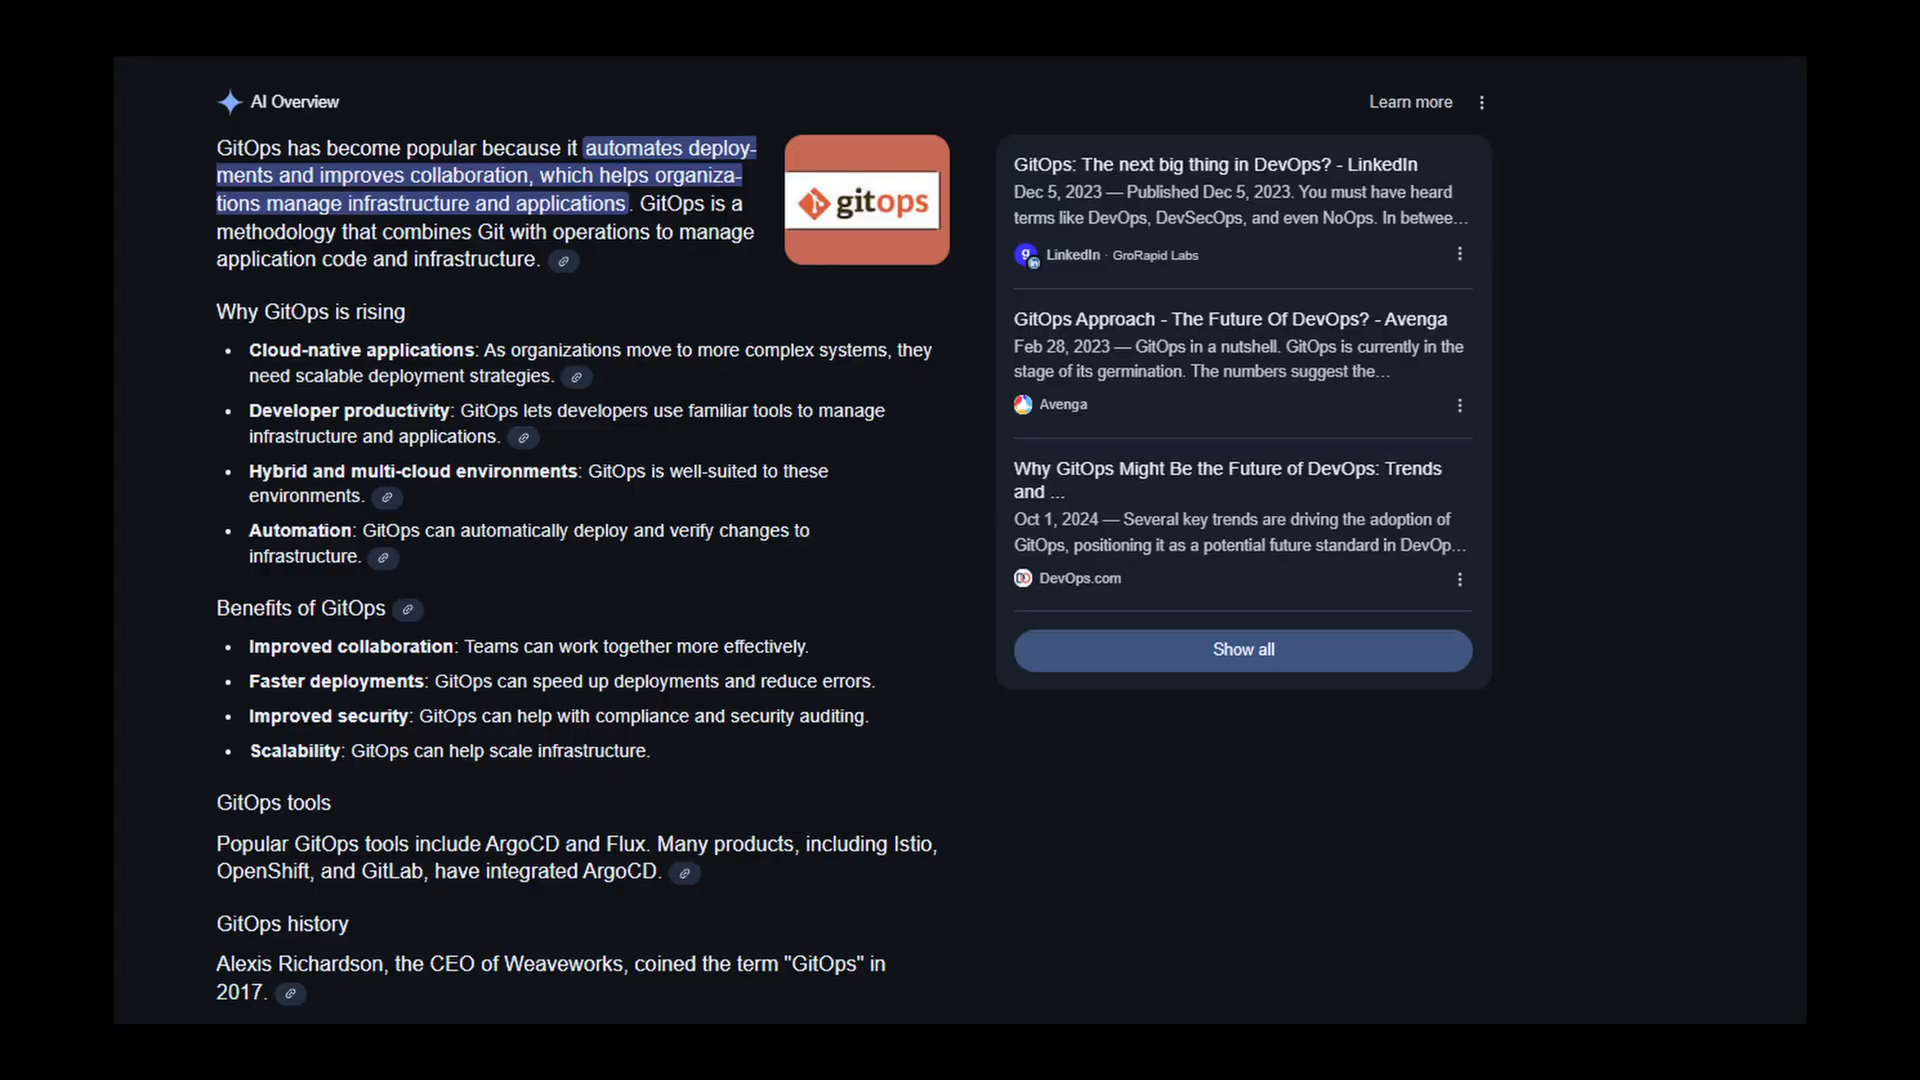 AI Overview
Learn more
GitOps has become popular because it automates deploy-
ments and improves collaboration, which helps organiza-
tions manage infrastructure and applications. GitOps is a
methodology that combines Git with operations to manage
application code and infrastructure.
gitops
Why GitOps is rising
• Cloud-native applications: As organizations move to more complex systems, they
need scalable deployment strategies.
• Developer productivity: GitOps lets developers use familiar tools to manage
infrastructure and applications.
• Hybrid and multi-cloud environments: GitOps is well-suited to these
environments.
• Automation: GitOps can automatically deploy and verify changes to
infrastructure.
Benefits of GitOps
• Improved collaboration: Teams can work together more effectively.
• Faster deployments: GitOps can speed up deployments and reduce errors.
• Improved security: GitOps can help with compliance and security auditing.
• Scalability: GitOps can help scale infrastructure.
GitOps tools
Popular GitOps tools include ArgoCD and Flux. Many products, including Istio,
OpenShift, and GitLab, have integrated ArgoCD.
GitOps history
Alexis Richardson, the CEO of Weaveworks, coined the term "GitOps" in
2017.
GitOps: The next big thing in DevOps? - LinkedIn
Dec 5, 2023 — Published Dec 5, 2023. You must have heard
terms like DevOps, DevSecOps, and even NoOps. In betwee...
LinkedIn · GroRapid Labs
GitOps Approach - The Future Of DevOps? - Avenga
Feb 28, 2023 — GitOps in a nutshell. GitOps is currently in the
stage of its germination. The numbers suggest the...
Avenga
Why GitOps Might Be the Future of DevOps: Trends
and ...
Oct 1, 2024 — Several key trends are driving the adoption of
GitOps, positioning it as a potential future standard in DevOp...
DevOps.com
Show all